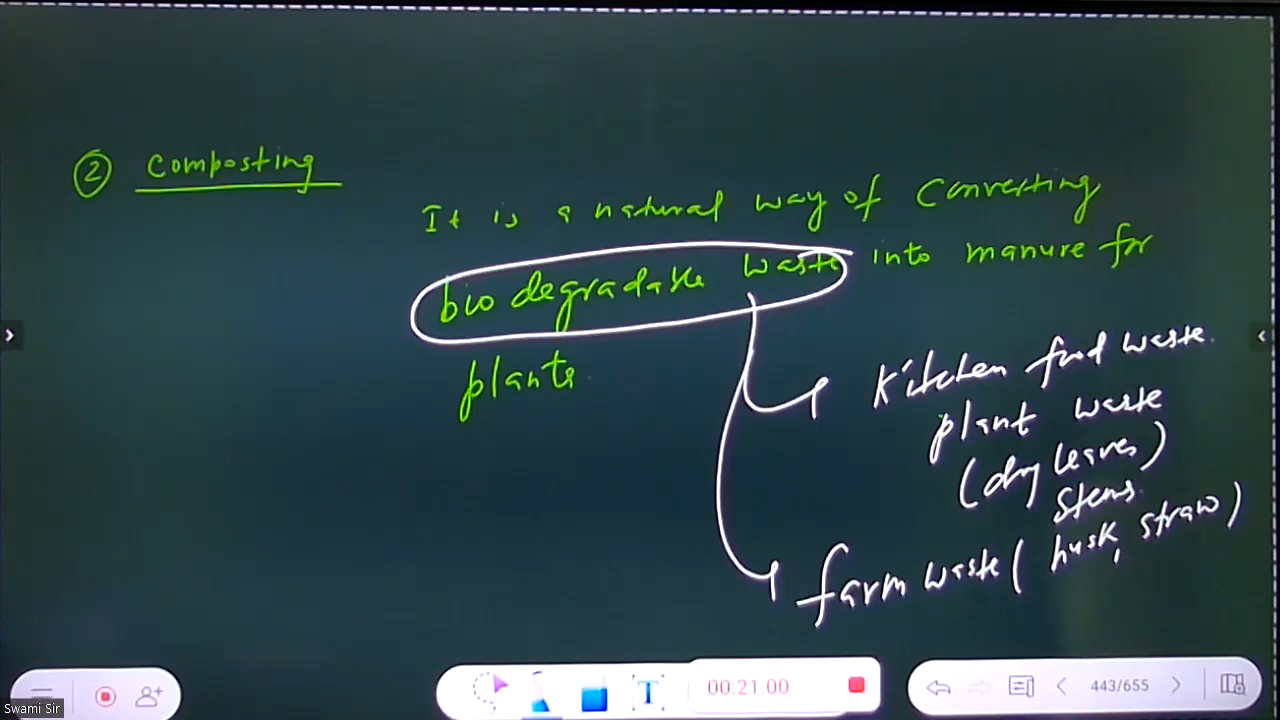 ② Composting
It is a natural way of Converting
biodegradable waste into manure for
plants.
Kitchen food waste.
plant waste
(dry leaves)
stems.
farm waste ( husk, straw)
00:21.00
443/655
Swami Sir